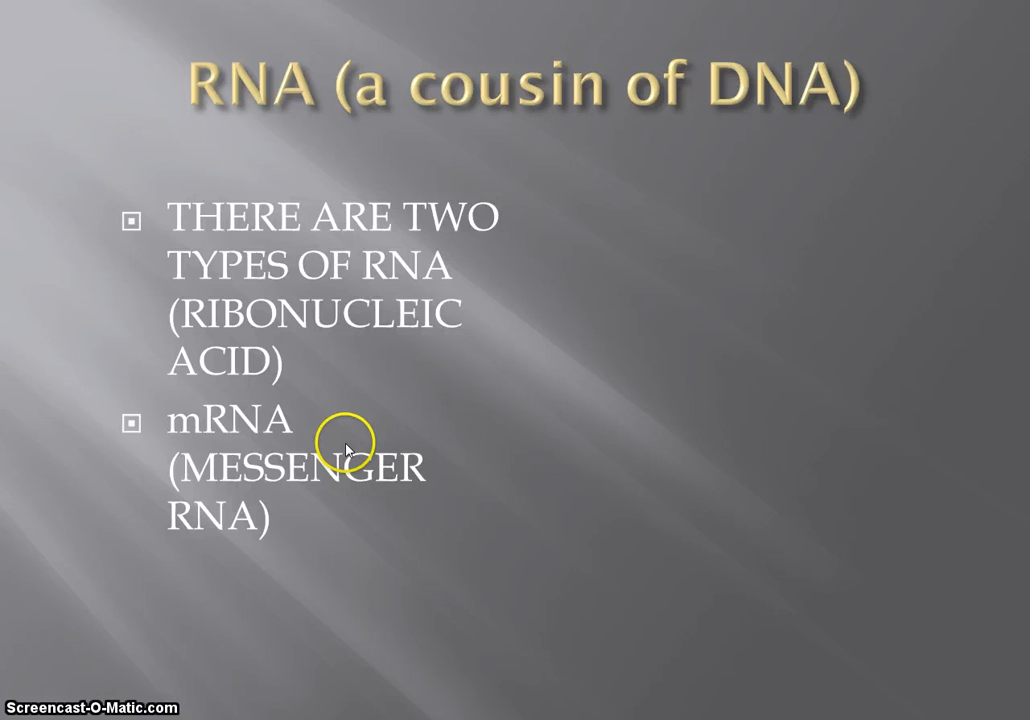 RNA (a cousin of DNA)
THERE ARE TWO
TYPES OF RNA
(RIBONUCLEIC
ACID)
mRNA
(MESSENGER
RNA)
Screencast-O-Matic.com